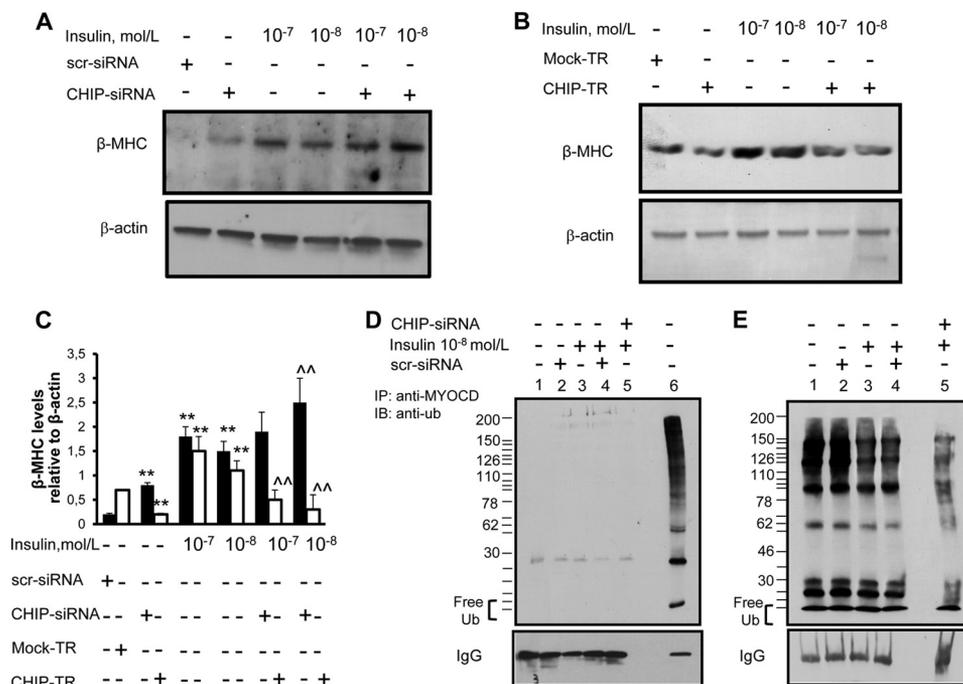 A
Insulin, mol/L - - 10-7 10-8 10-7 10-8
scr-siRNA + - - - - -
CHIP-siRNA - + - - + +
β-MHC
β-actin
B
Insulin, mol/L - - 10-7 10-8 10-7 10-8
Mock-TR + - - - - -
CHIP-TR - + - - + +
β-MHC
β-actin
C
β-MHC levels
relative to β-actin
3,5
3
2,5
2
1,5
1
0,5
0
** ** ** ** ** ** ^^ ^^ ^^
Insulin,mol/L -- -- 10-7 10-8 10-7 10-8
scr-siRNA +- -- -- -- -- --
CHIP-siRNA -- +- -- -- +- +-
Mock-TR -+ -- -- -- -- --
CHIP-TR -- -+ -- -- -+ -+
D
CHIP-siRNA - - - - + -
Insulin 10-8 mol/L - - + + + -
scr-siRNA - + - + - -
1 2 3 4 5 6
IP: anti-MYOCD
IB: anti-ub
200
150
126
110
78
62
30
Free
Ub
IgG
3
E
- - - - +
- - + + +
- + - + -
1 2 3 4 5
200
150
126
110
78
62
46
30
Free
Ub
IgG